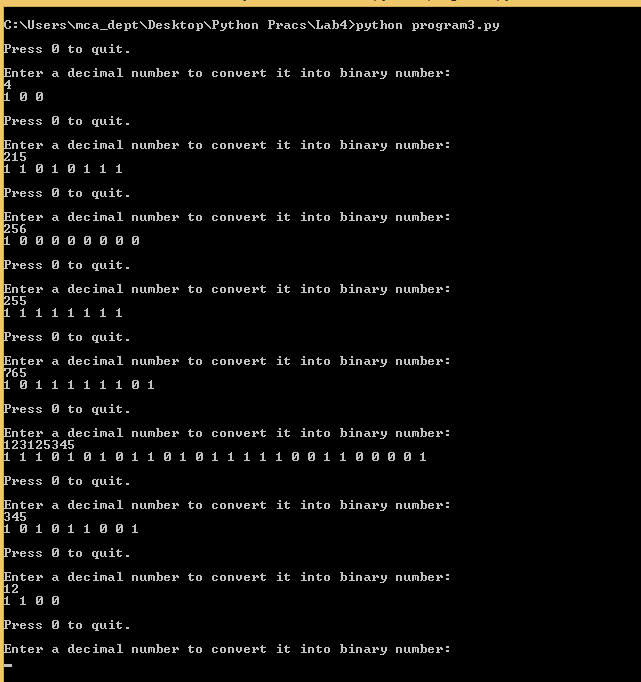 C:\Users\mca_dept\Desktop\Python Pracs\Lab4>python program3.py
Press 0 to quit.
Enter a decimal number to convert it into binary number:
4
1 0 0
Press 0 to quit.
Enter a decimal number to convert it into binary number:
215
1 1 0 1 0 1 1 1
Press 0 to quit.
Enter a decimal number to convert it into binary number:
256
1 0 0 0 0 0 0 0 0
Press 0 to quit.
Enter a decimal number to convert it into binary number:
255
1 1 1 1 1 1 1 1
Press 0 to quit.
Enter a decimal number to convert it into binary number:
765
1 0 1 1 1 1 1 1 0 1
Press 0 to quit.
Enter a decimal number to convert it into binary number:
123125345
1 1 1 0 1 0 1 0 1 1 0 1 0 1 1 1 1 1 0 0 1 1 0 0 0 0 1
Press 0 to quit.
Enter a decimal number to convert it into binary number:
345
1 0 1 0 1 1 0 0 1
Press 0 to quit.
Enter a decimal number to convert it into binary number:
12
1 1 0 0
Press 0 to quit.
Enter a decimal number to convert it into binary number: